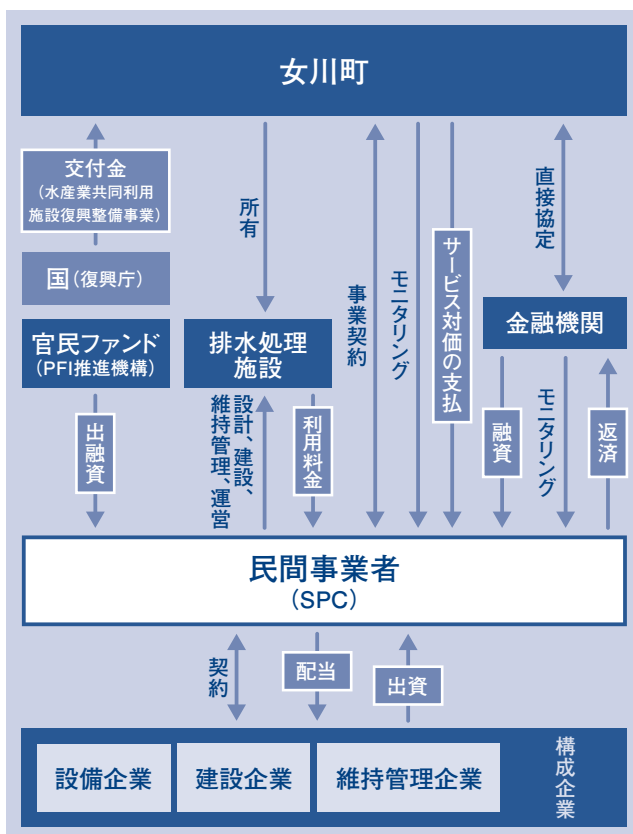 女川町
交付金
(水産業共同利用
施設復興整備事業)
国(復興庁)
官民ファンド
(PFI推進機構)
出融資
所有
排水処理
施設
設計、建設、
維持管理、運営
利用料金
事業契約
モニタリング
サービス対価の支払
直接協定
金融機関
融資
モニタリング
返済
民間事業者
(SPC)
契約
配当
出資
設備企業
建設企業
維持管理企業
構成企業